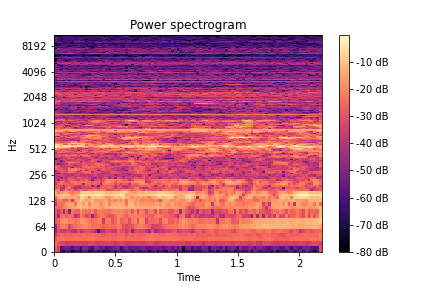 Power spectrogram
8192
4096
2048
1024
512
256
128
64
0
Hz
0
0.5
1
1.5
2
Time
-10 dB
-20 dB
-30 dB
-40 dB
-50 dB
-60 dB
-70 dB
-80 dB